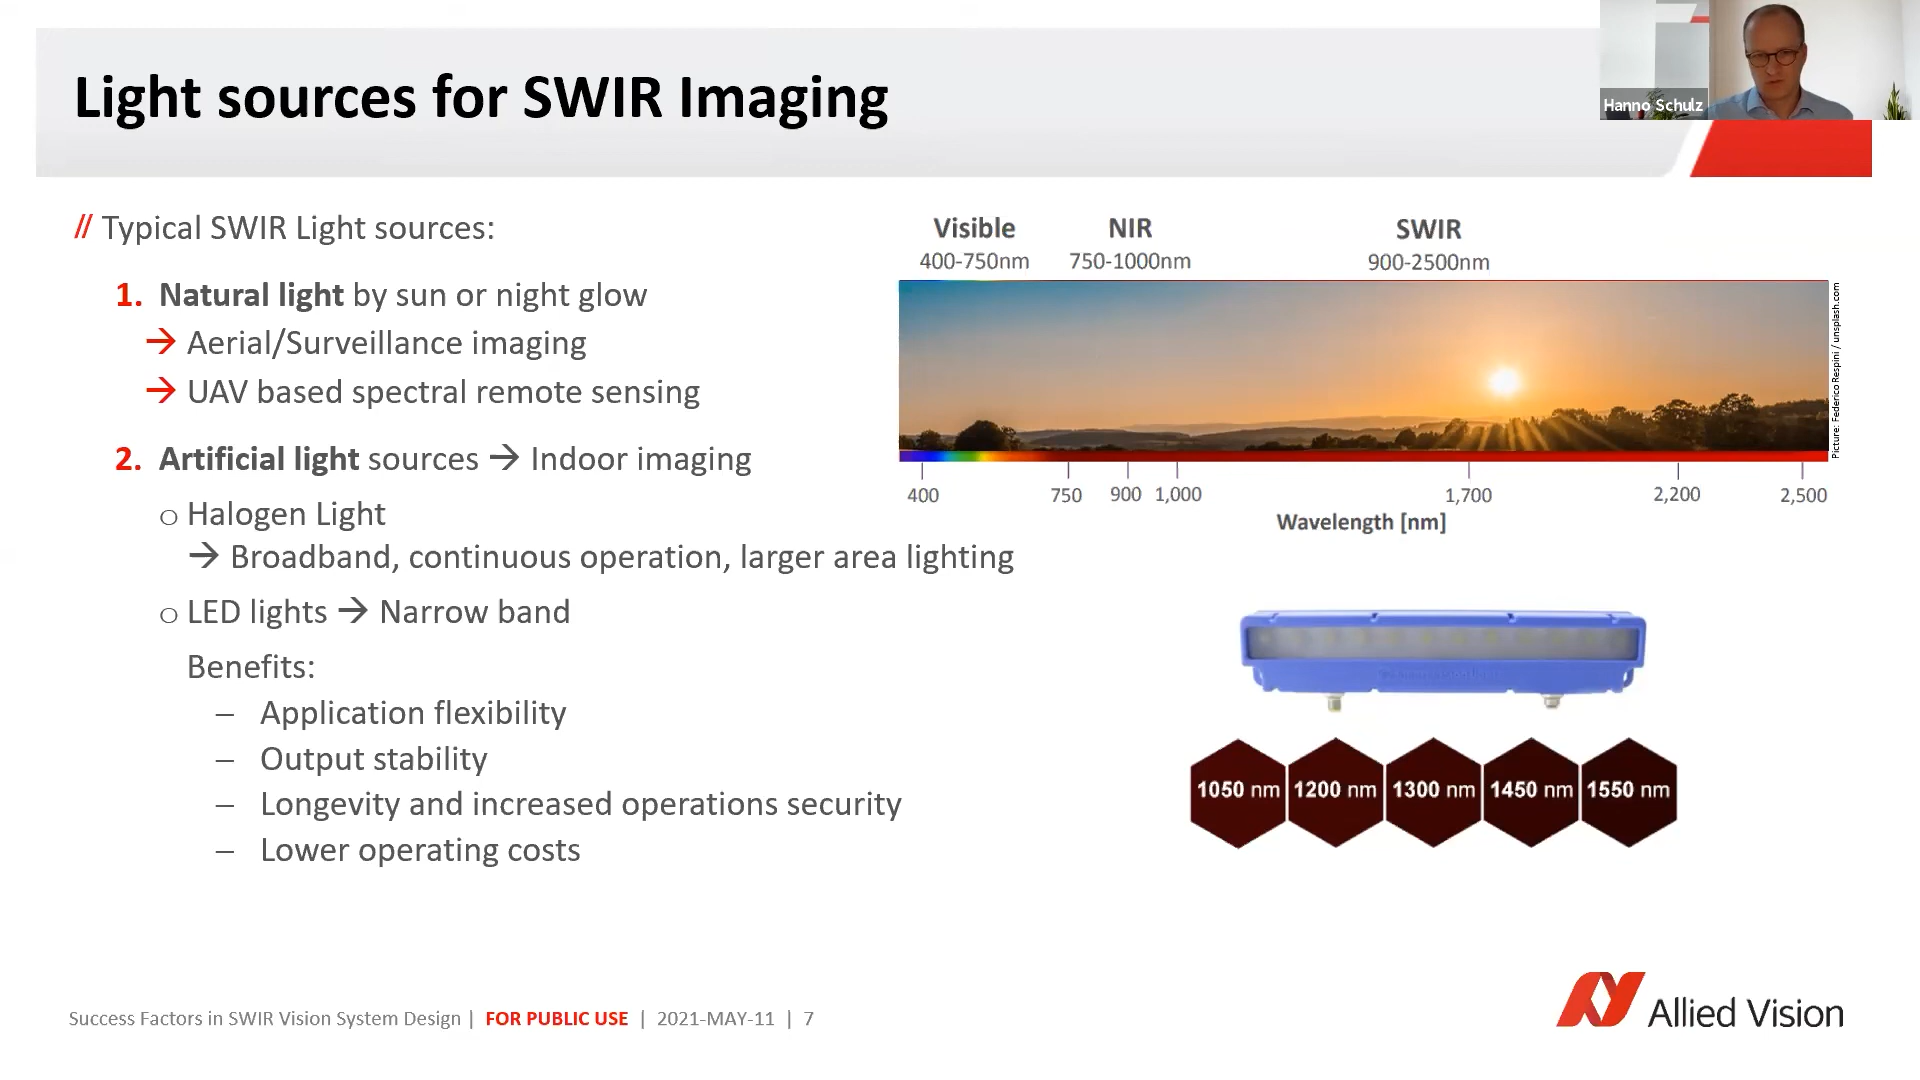 Light sources for SWIR Imaging
Hanno Schulz
// Typical SWIR Light sources:
1. Natural light by sun or night glow
→ Aerial/Surveillance imaging
→ UAV based spectral remote sensing
2. Artificial light sources → Indoor imaging
o Halogen Light
→ Broadband, continuous operation, larger area lighting
o LED lights → Narrow band
Benefits:
– Application flexibility
– Output stability
– Longevity and increased operations security
– Lower operating costs
Visible NIR SWIR
400-750nm 750-1000nm 900-2500nm
Picture: Federico Respini / unsplash.com
400 750 900 1,000 1,700 2,200 2,500
Wavelength [nm]
1050 nm 1200 nm 1300 nm 1450 nm 1550 nm
Success Factors in SWIR Vision System Design | FOR PUBLIC USE | 2021-MAY-11 | 7
Allied Vision